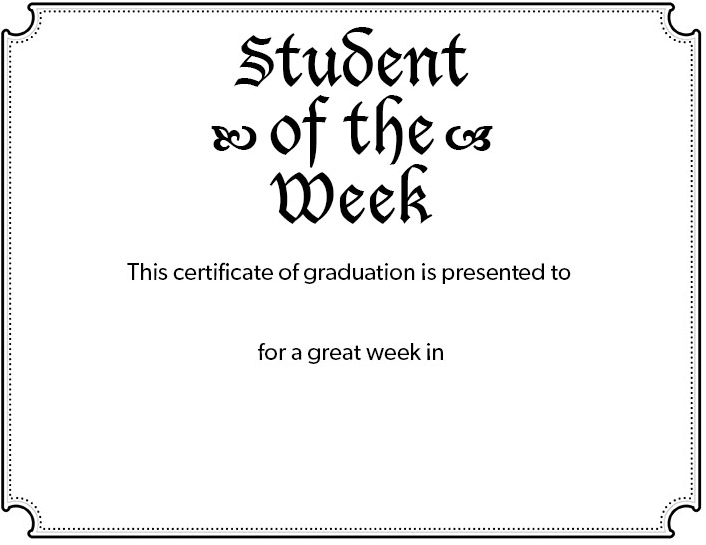 Student
of the
Week
This certificate of graduation is presented to
for a great week in